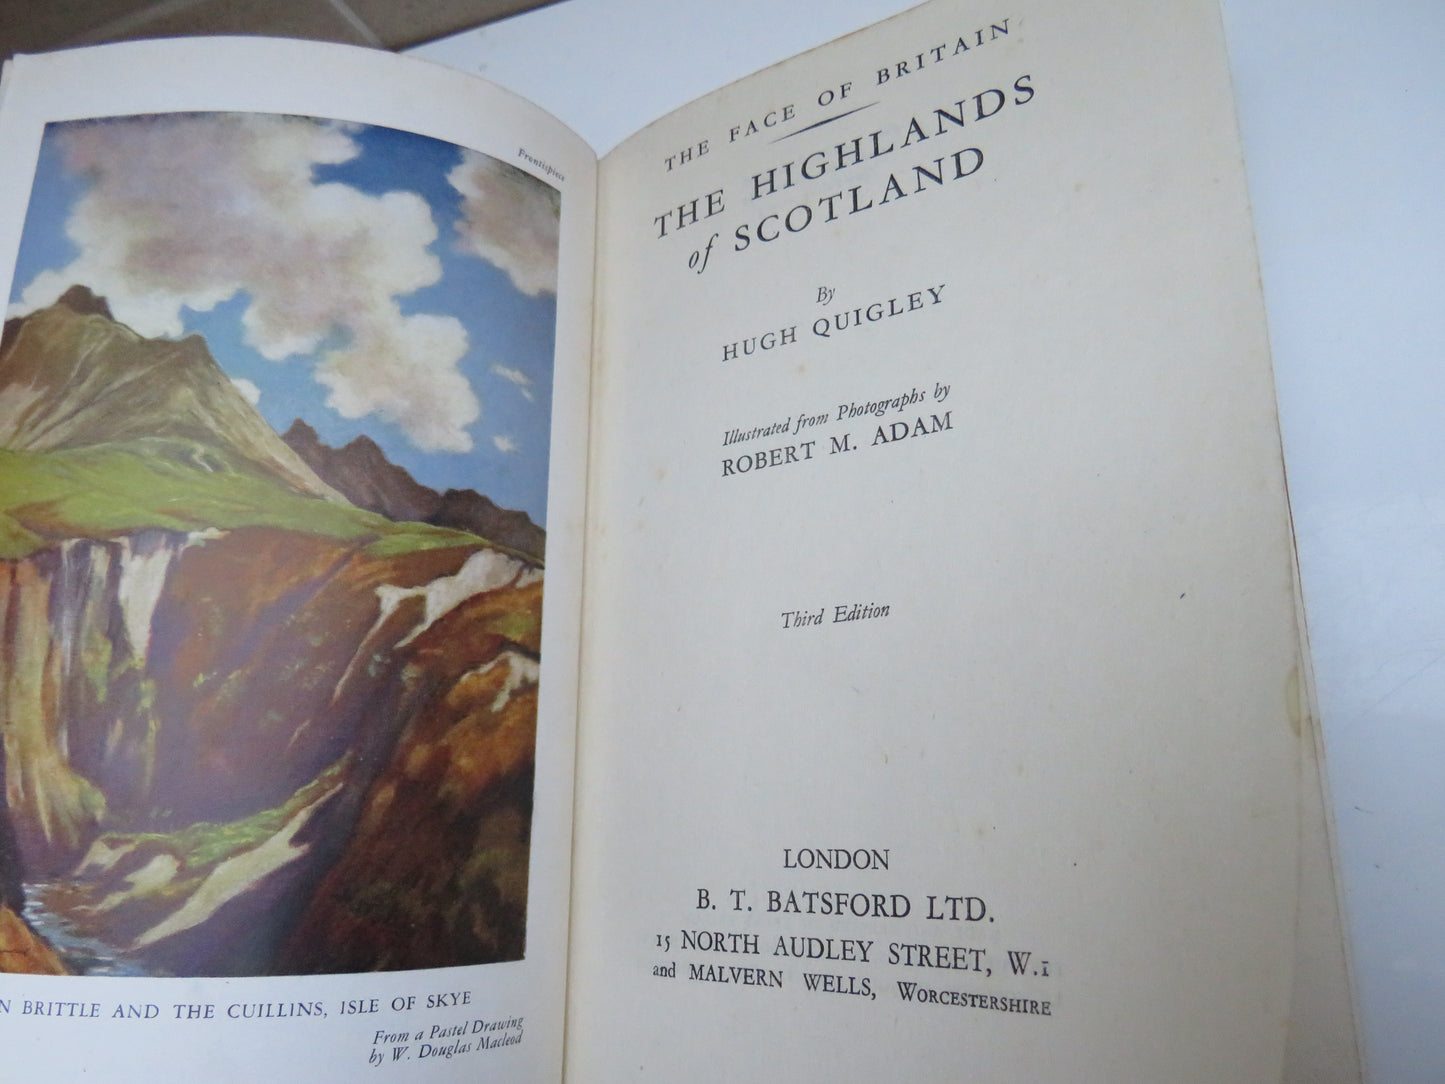 Frontispiece
N BRITTLE AND THE CUILLINS, ISLE OF SKYE
From a Pastel Drawing
by W. Douglas Macleod
THE FACE OF BRITAIN
THE HIGHLANDS
of SCOTLAND
By
HUGH QUIGLEY
Illustrated from Photographs by
ROBERT M. ADAM
Third Edition
LONDON
B. T. BATSFORD LTD.
15 NORTH AUDLEY STREET, W.1
and MALVERN WELLS, WORCESTERSHIRE